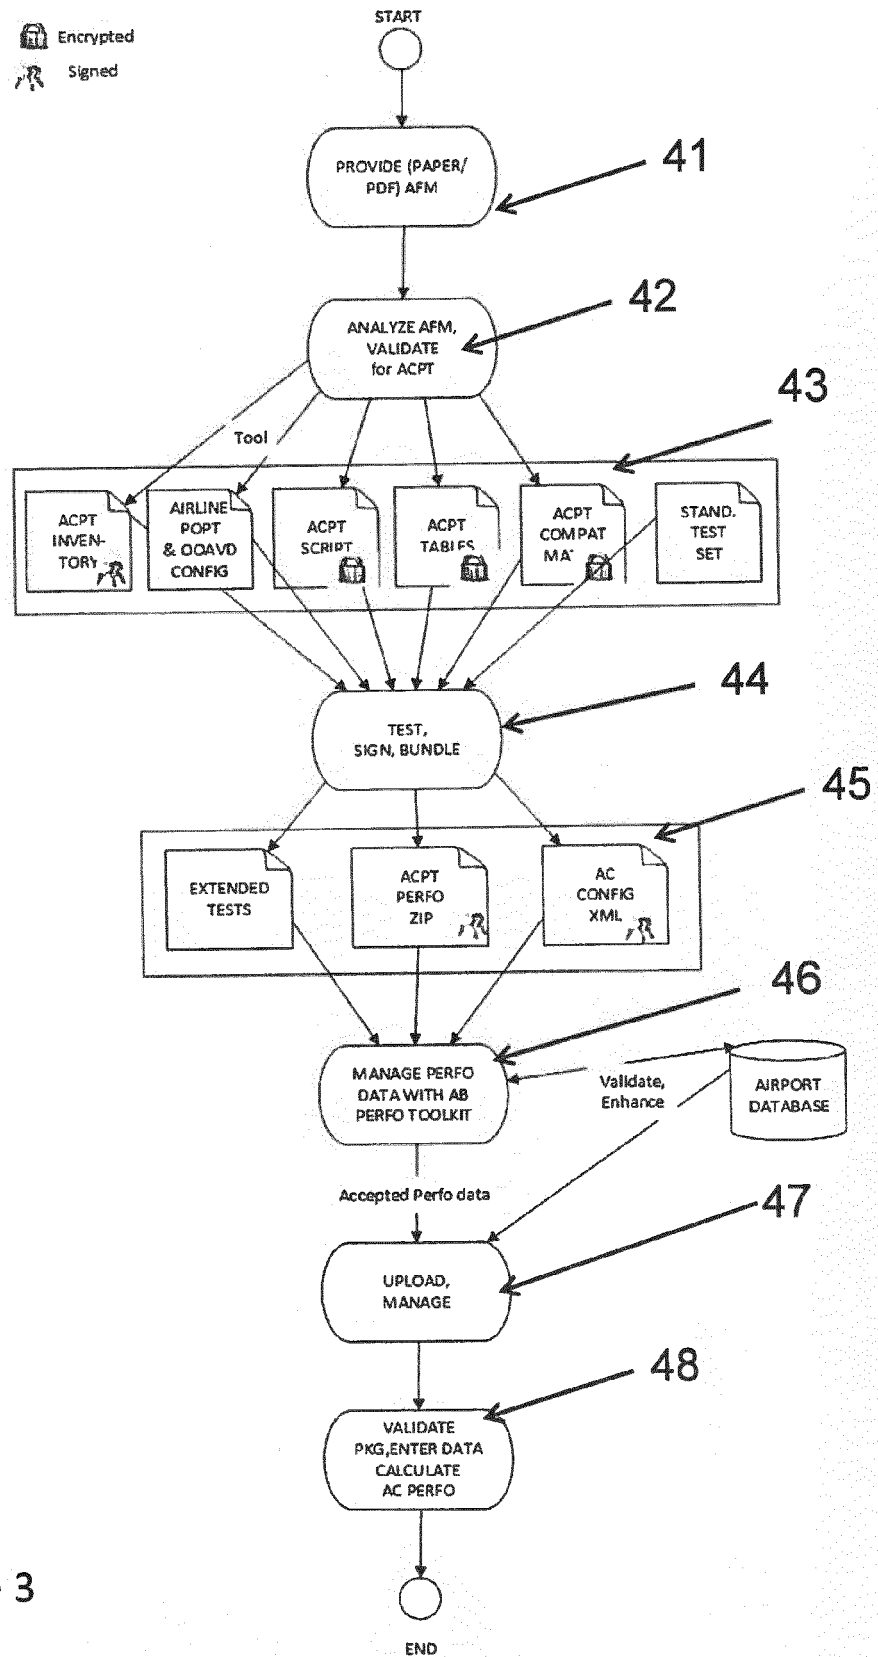 START
Encrypted
Signed
41
PROVIDE (PAPER/
PDF) AFM
42
ANALYZE AFM,
VALIDATE
for ACPT
43
Tool
ACPT
INVEN-
TORY
AIRLINE
POPT
& OOAVD
CONFIG
ACPT
SCRIPT
ACPT
TABLES
ACPT
COMPAT
MA
STAND.
TEST
SET
44
TEST,
SIGN, BUNDLE
45
EXTENDED
TESTS
ACPT
PERFO
ZIP
AC
CONFIG
XML
46
MANAGE PERFO
DATA WITH AB
PERFO TOOLKIT
Validate,
Enhance
AIRPORT
DATABASE
Accepted Perfo data
47
UPLOAD,
MANAGE
48
VALIDATE
PKG,ENTER DATA
CALCULATE
AC PERFO
3
END